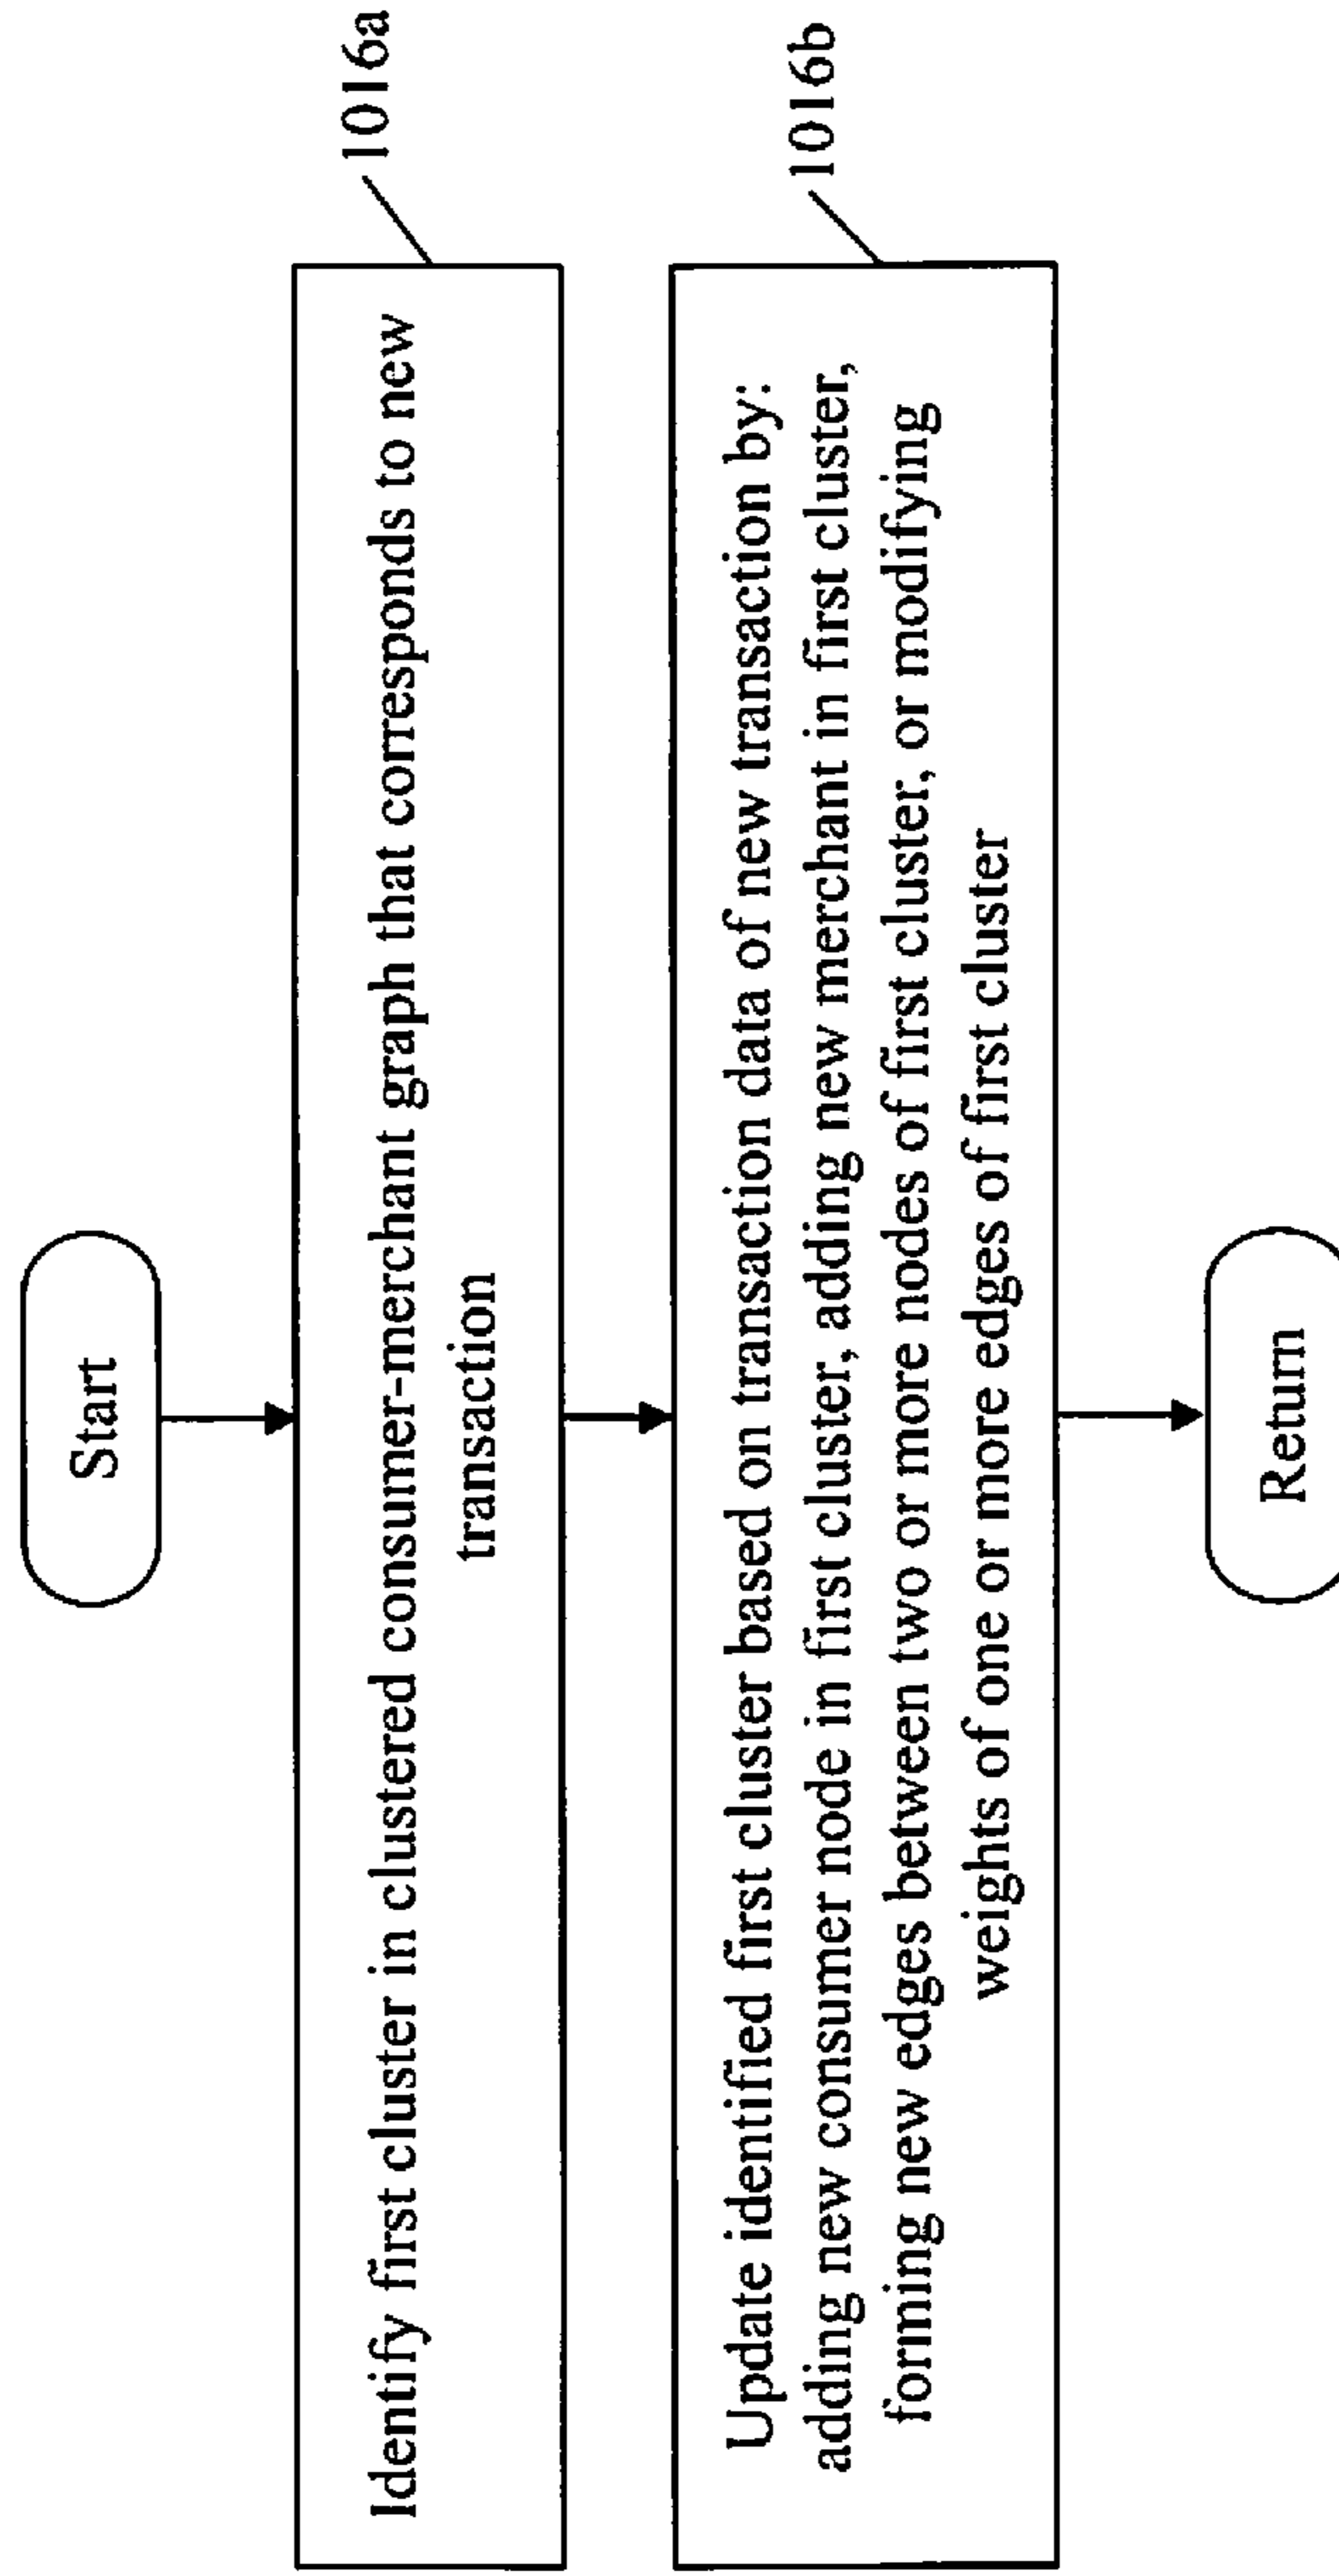 Start
Identify first cluster in clustered consumer-merchant graph that corresponds to new
transaction
1016a
Update identified first cluster based on transaction data of new transaction by:
adding new consumer node in first cluster, adding new merchant in first cluster,
forming new edges between two or more nodes of first cluster, or modifying
weights of one or more edges of first cluster
1016b
Return